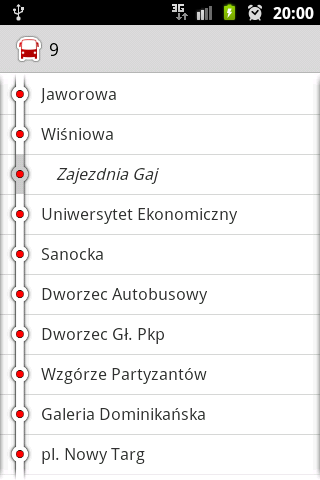 3G 20:00
9
Jaworowa
Wiśniowa
Zajezdnia Gaj
Uniwersytet Ekonomiczny
Sanocka
Dworzec Autobusowy
Dworzec Gł. Pkp
Wzgórze Partyzantów
Galeria Dominikańska
pl. Nowy Targ